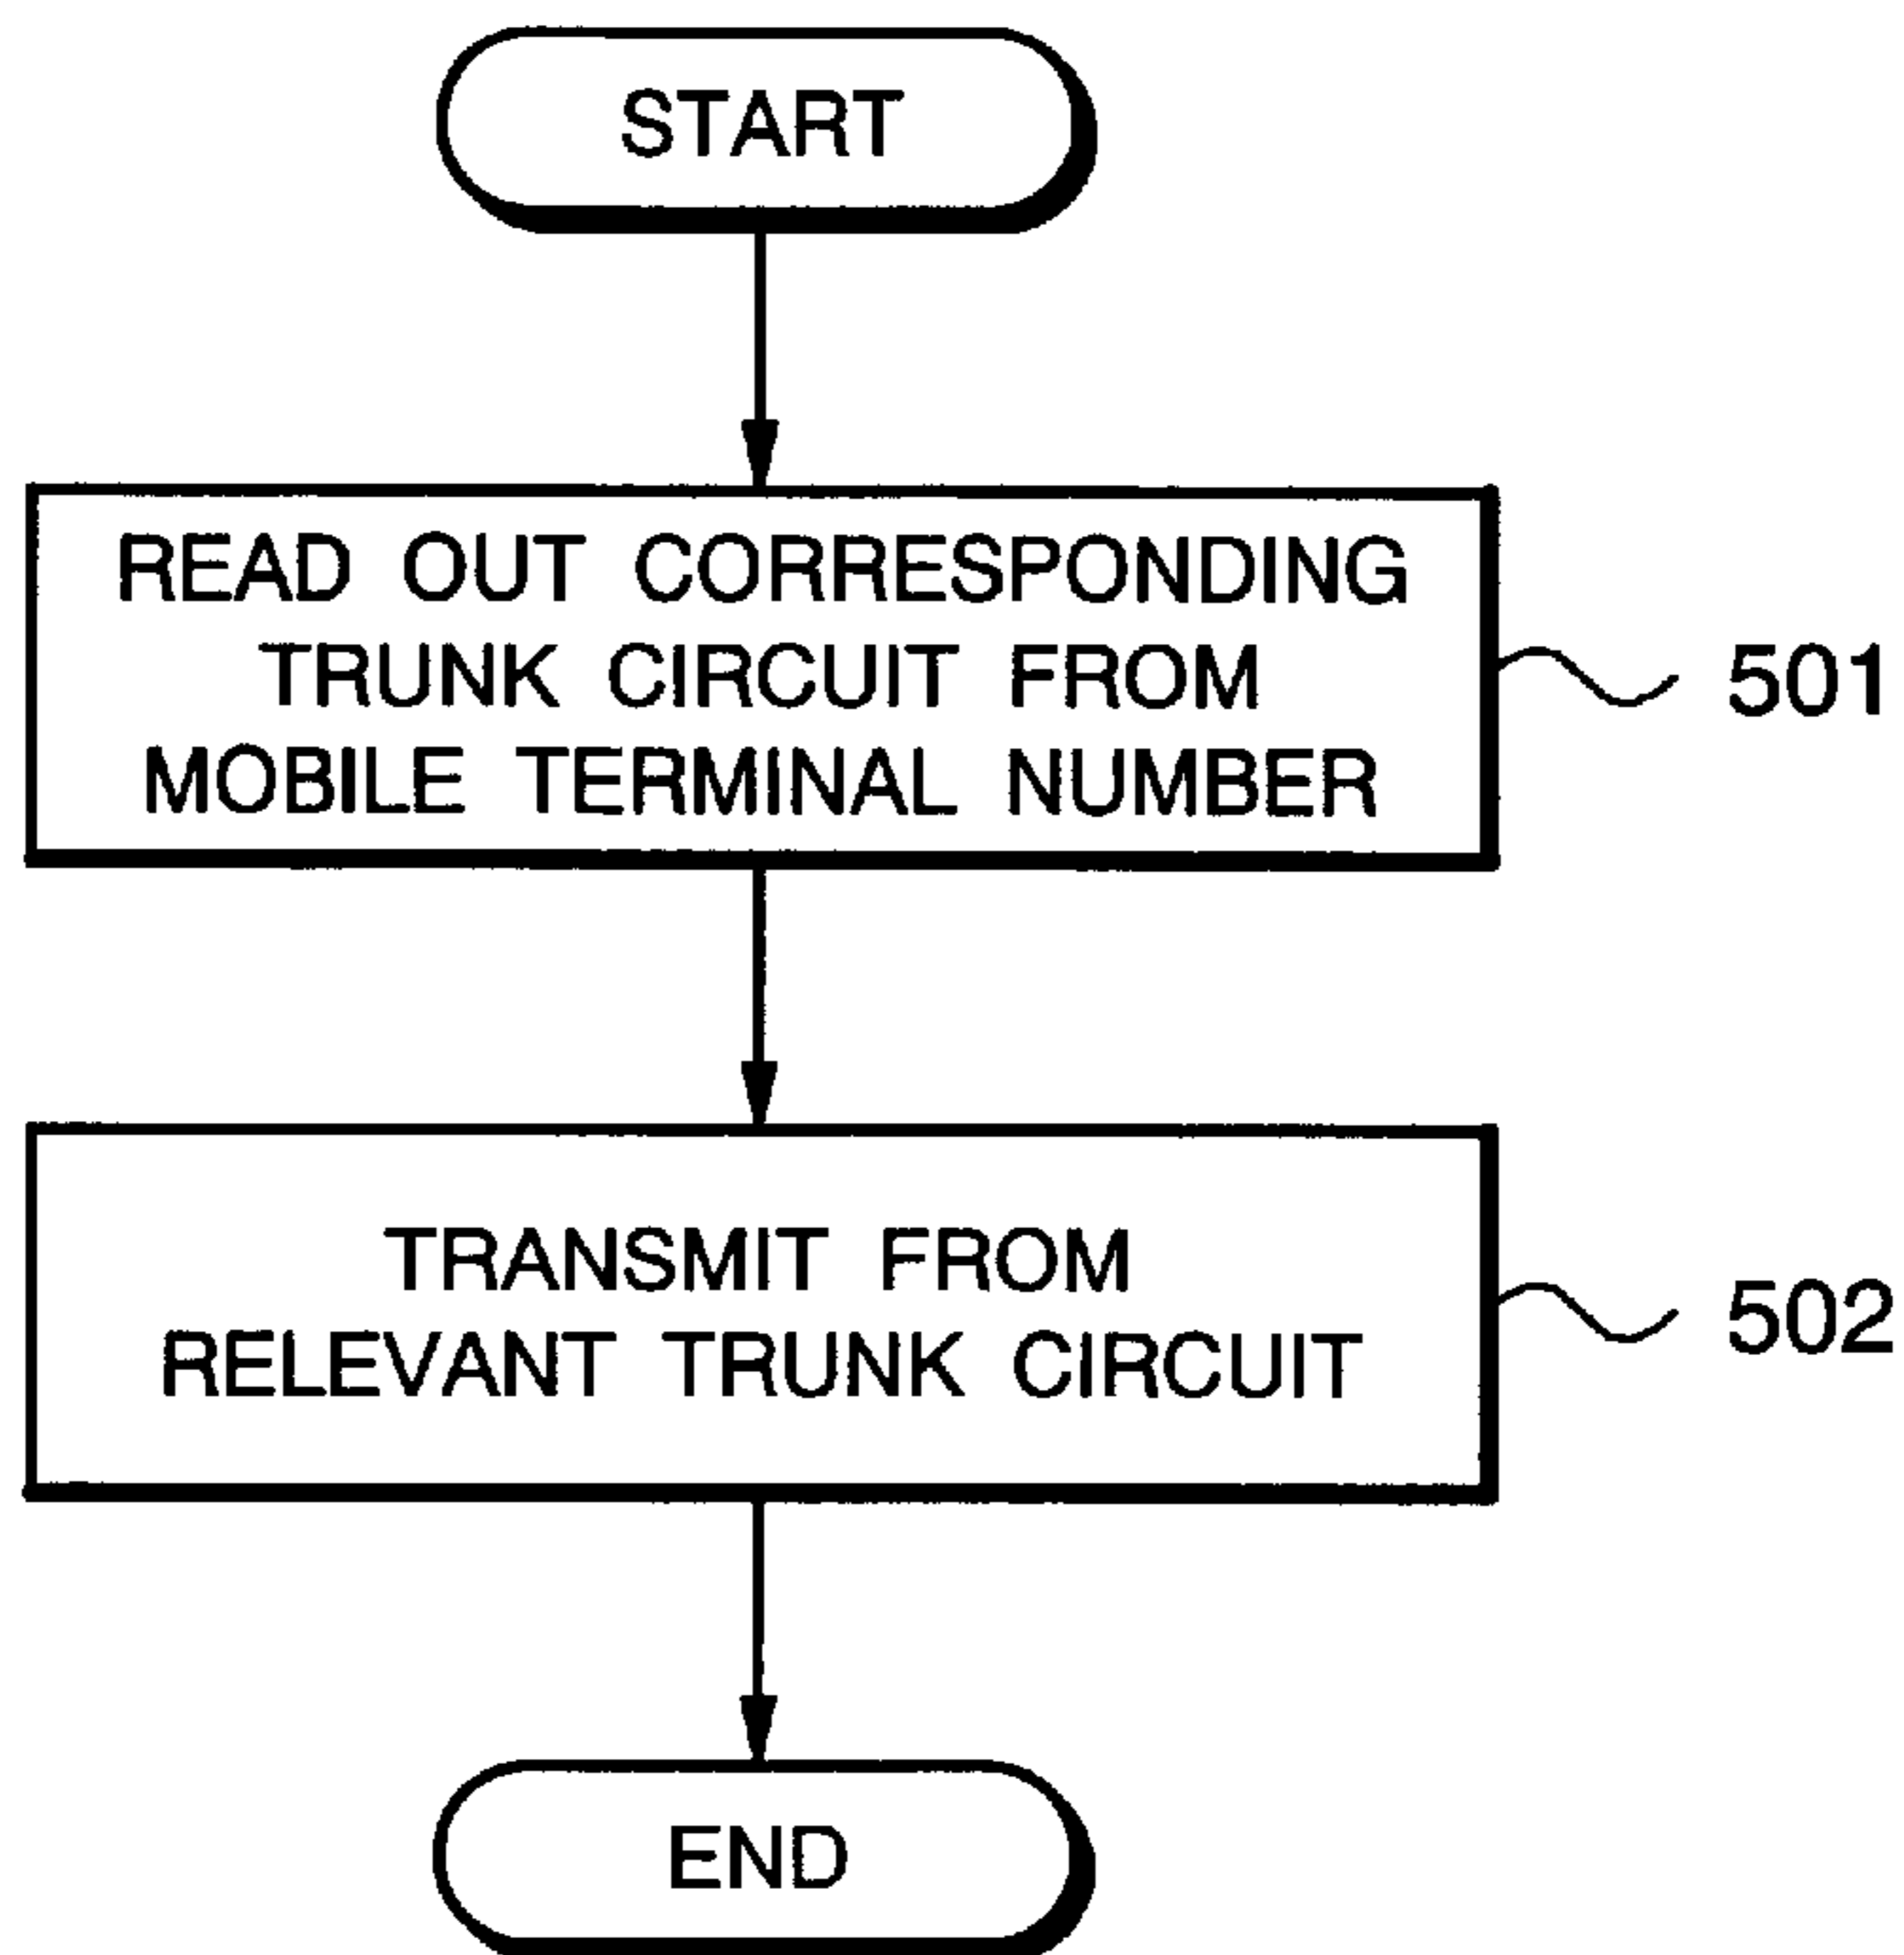 START
READ OUT CORRESPONDING
TRUNK CIRCUIT FROM
MOBILE TERMINAL NUMBER
501
TRANSMIT FROM
RELEVANT TRUNK CIRCUIT
502
END